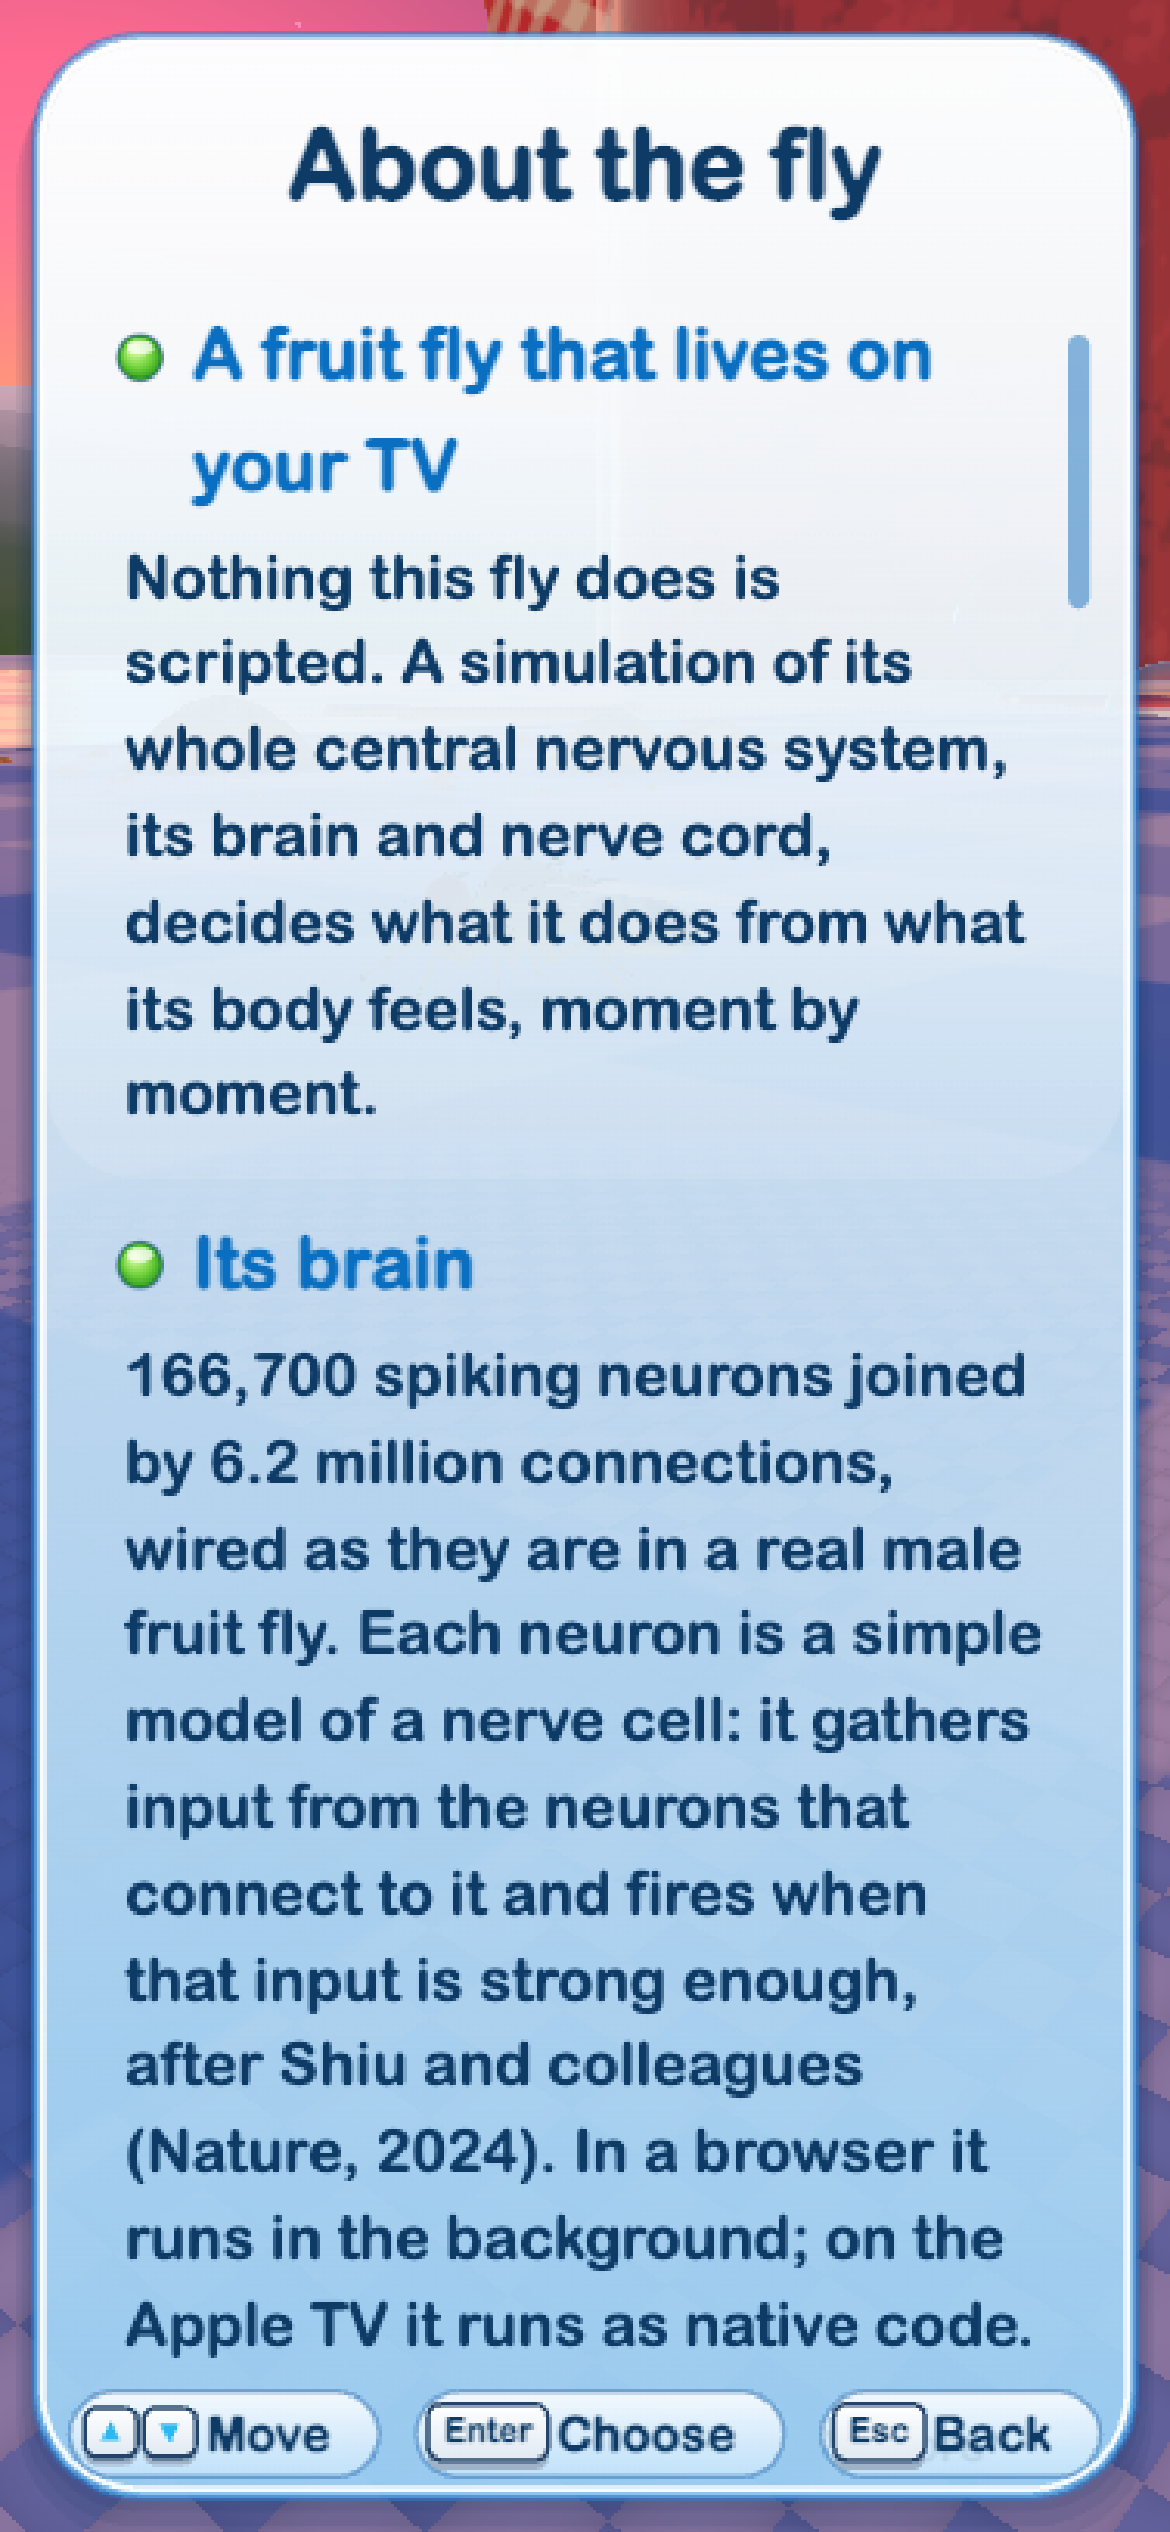 About the fly
A fruit fly that lives on
your TV
Nothing this fly does is
scripted. A simulation of its
whole central nervous system,
its brain and nerve cord,
decides what it does from what
its body feels, moment by
moment.
Its brain
166,700 spiking neurons joined
by 6.2 million connections,
wired as they are in a real male
fruit fly. Each neuron is a simple
model of a nerve cell: it gathers
input from the neurons that
connect to it and fires when
that input is strong enough,
after Shiu and colleagues
(Nature, 2024). In a browser it
runs in the background; on the
Apple TV it runs as native code.
▲ ▼ Move Enter Choose Esc Back